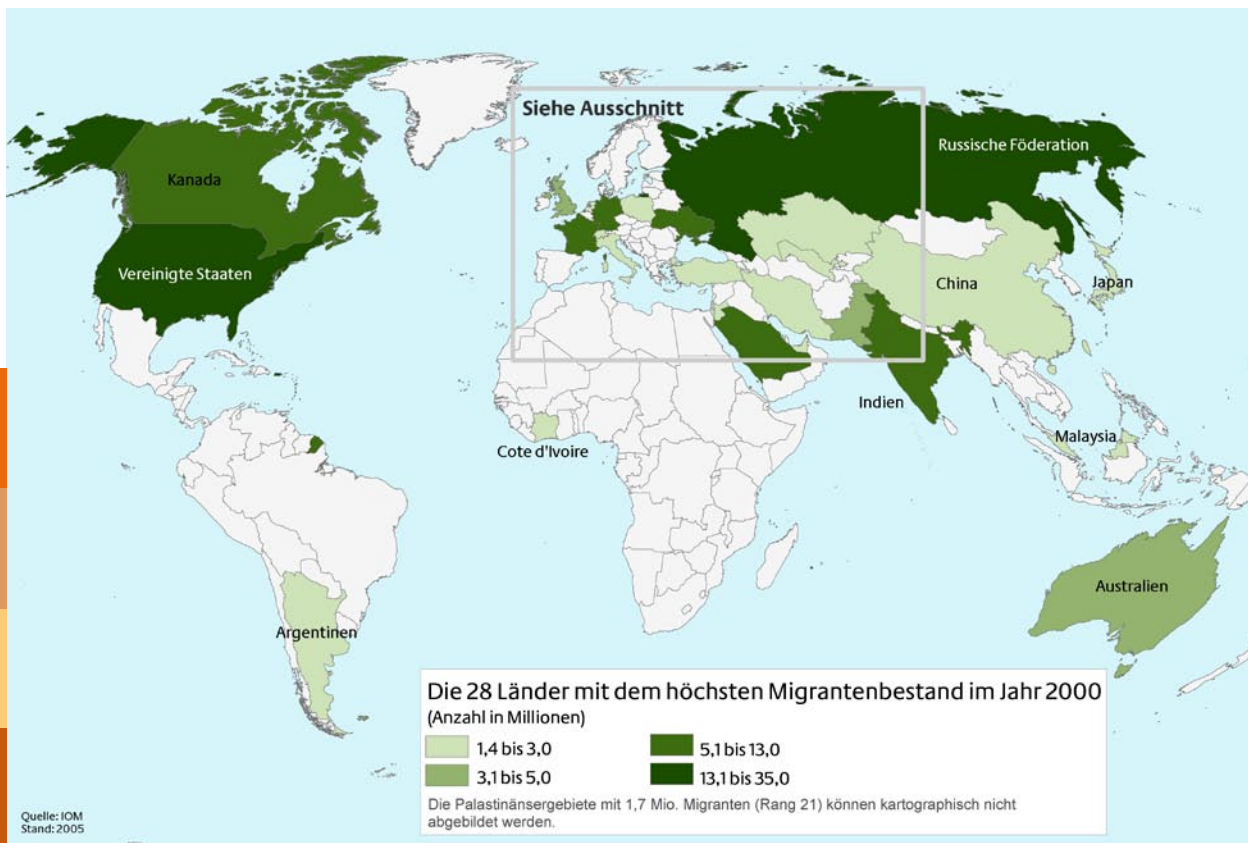 Siehe Ausschnitt
Kanada
Russische Föderation
Vereinigte Staaten
China
Japan
Indien
Cote d'Ivoire
Malaysia
Australien
Argentinen
Die 28 Länder mit dem höchsten Migrantenbestand im Jahr 2000
(Anzahl in Millionen)
1,4 bis 3,0
5,1 bis 13,0
3,1 bis 5,0
13,1 bis 35,0
Die Palastinänsergebiete mit 1,7 Mio. Migranten (Rang 21) können kartographisch nicht
abgebildet werden.
Quelle: IOM
Stand: 2005